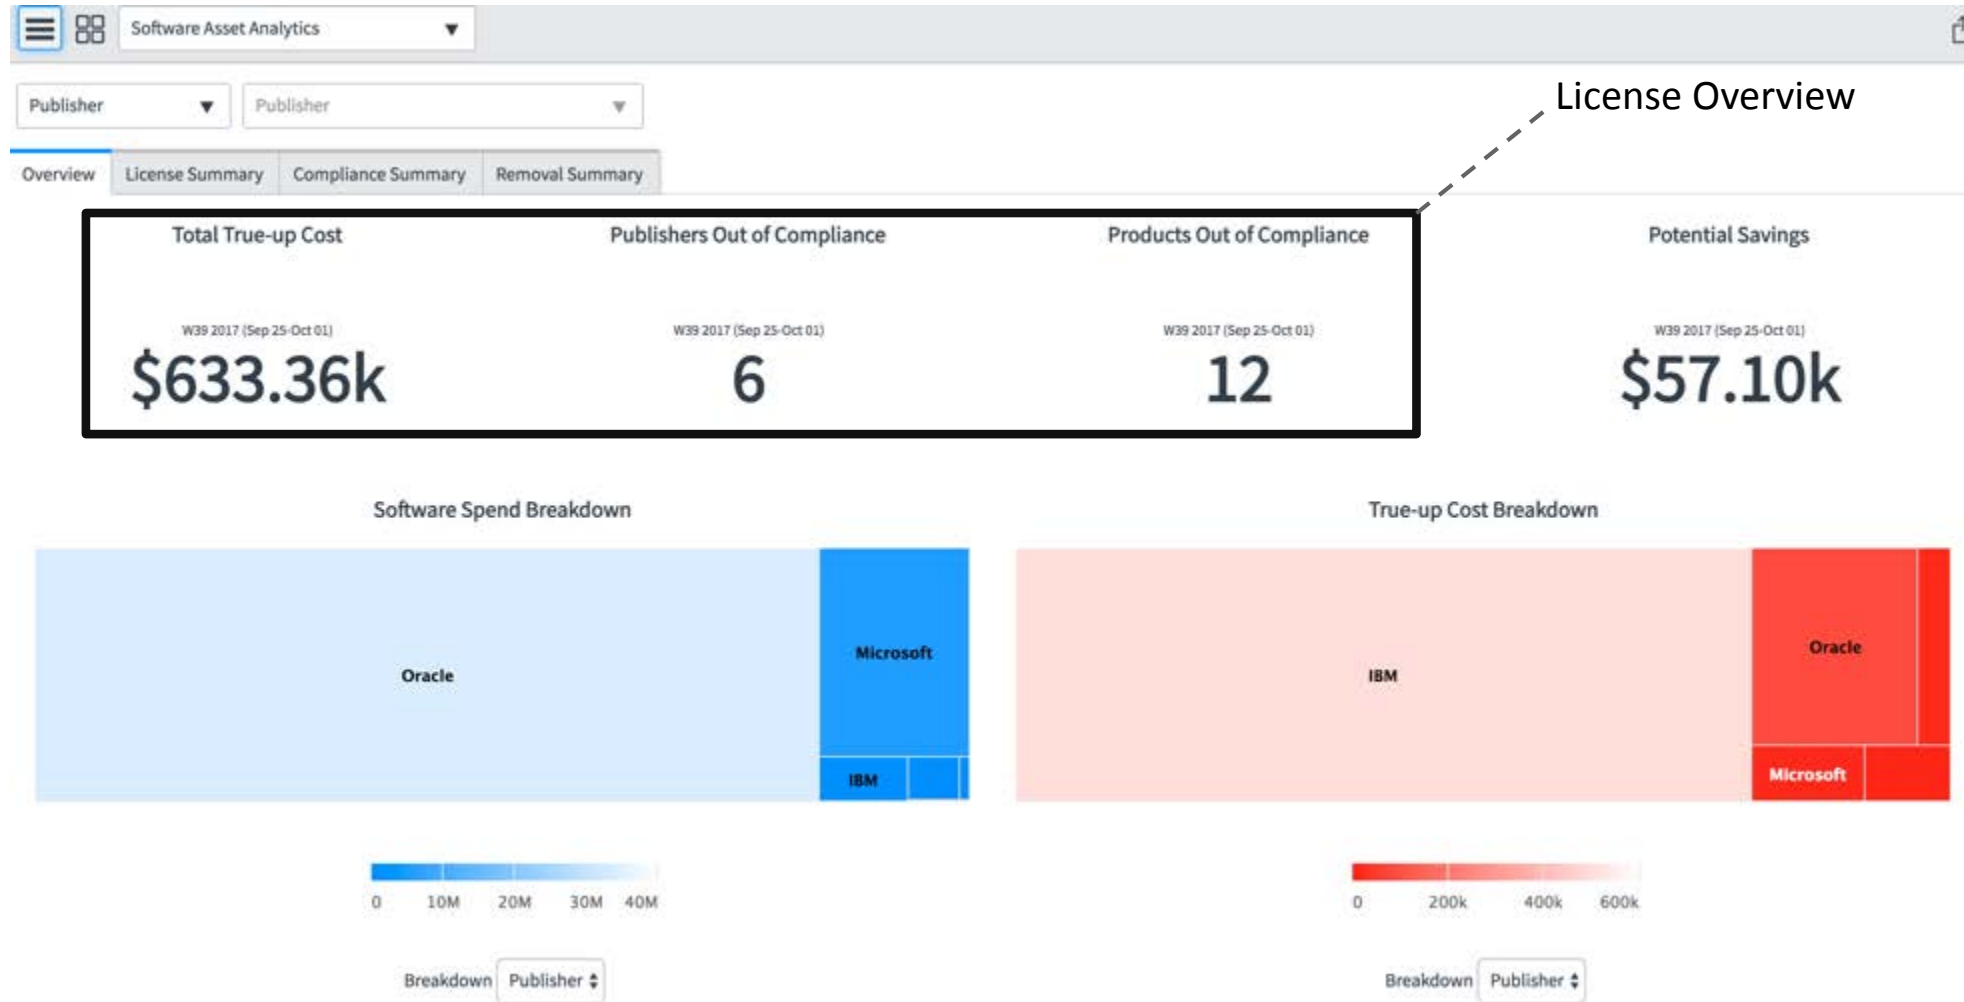 Software Asset Analytics
Publisher Publisher
License Overview
Overview License Summary Compliance Summary Removal Summary
Total True-up Cost Publishers Out of Compliance Products Out of Compliance Potential Savings
W39 2017 (Sep 25-Oct 01) W39 2017 (Sep 25-Oct 01) W39 2017 (Sep 25-Oct 01) W39 2017 (Sep 25-Oct 01)
$633.36k 6 12 $57.10k
Software Spend Breakdown True-up Cost Breakdown
Oracle Microsoft IBM Oracle
IBM Microsoft
0 10M 20M 30M 40M 0 200k 400k 600k
Breakdown Publisher Breakdown Publisher